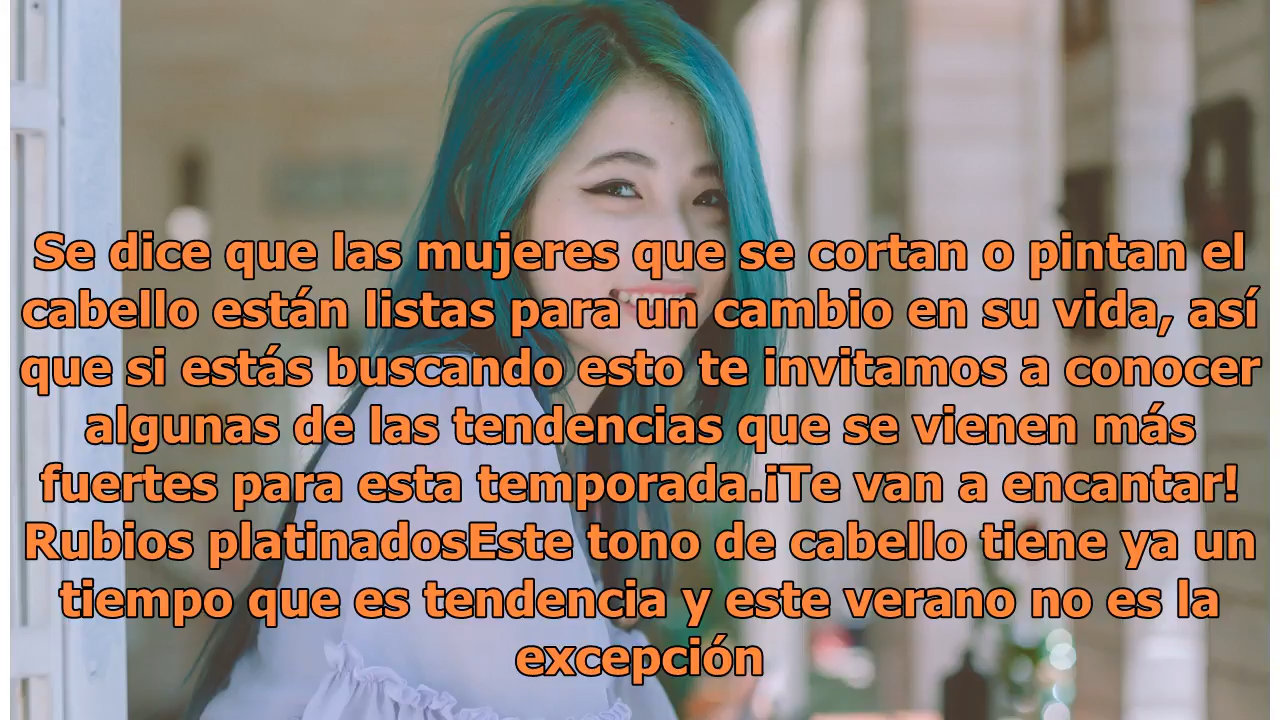 Se dice que las mujeres que se cortan o pintan el
cabello están listas para un cambio en su vida, así
que si estás buscando esto te invitamos a conocer
algunas de las tendencias que se vienen más
fuertes para esta temporada.¡Te van a encantar!
Rubios platinadosEste tono de cabello tiene ya un
tiempo que es tendencia y este verano no es la
excepción